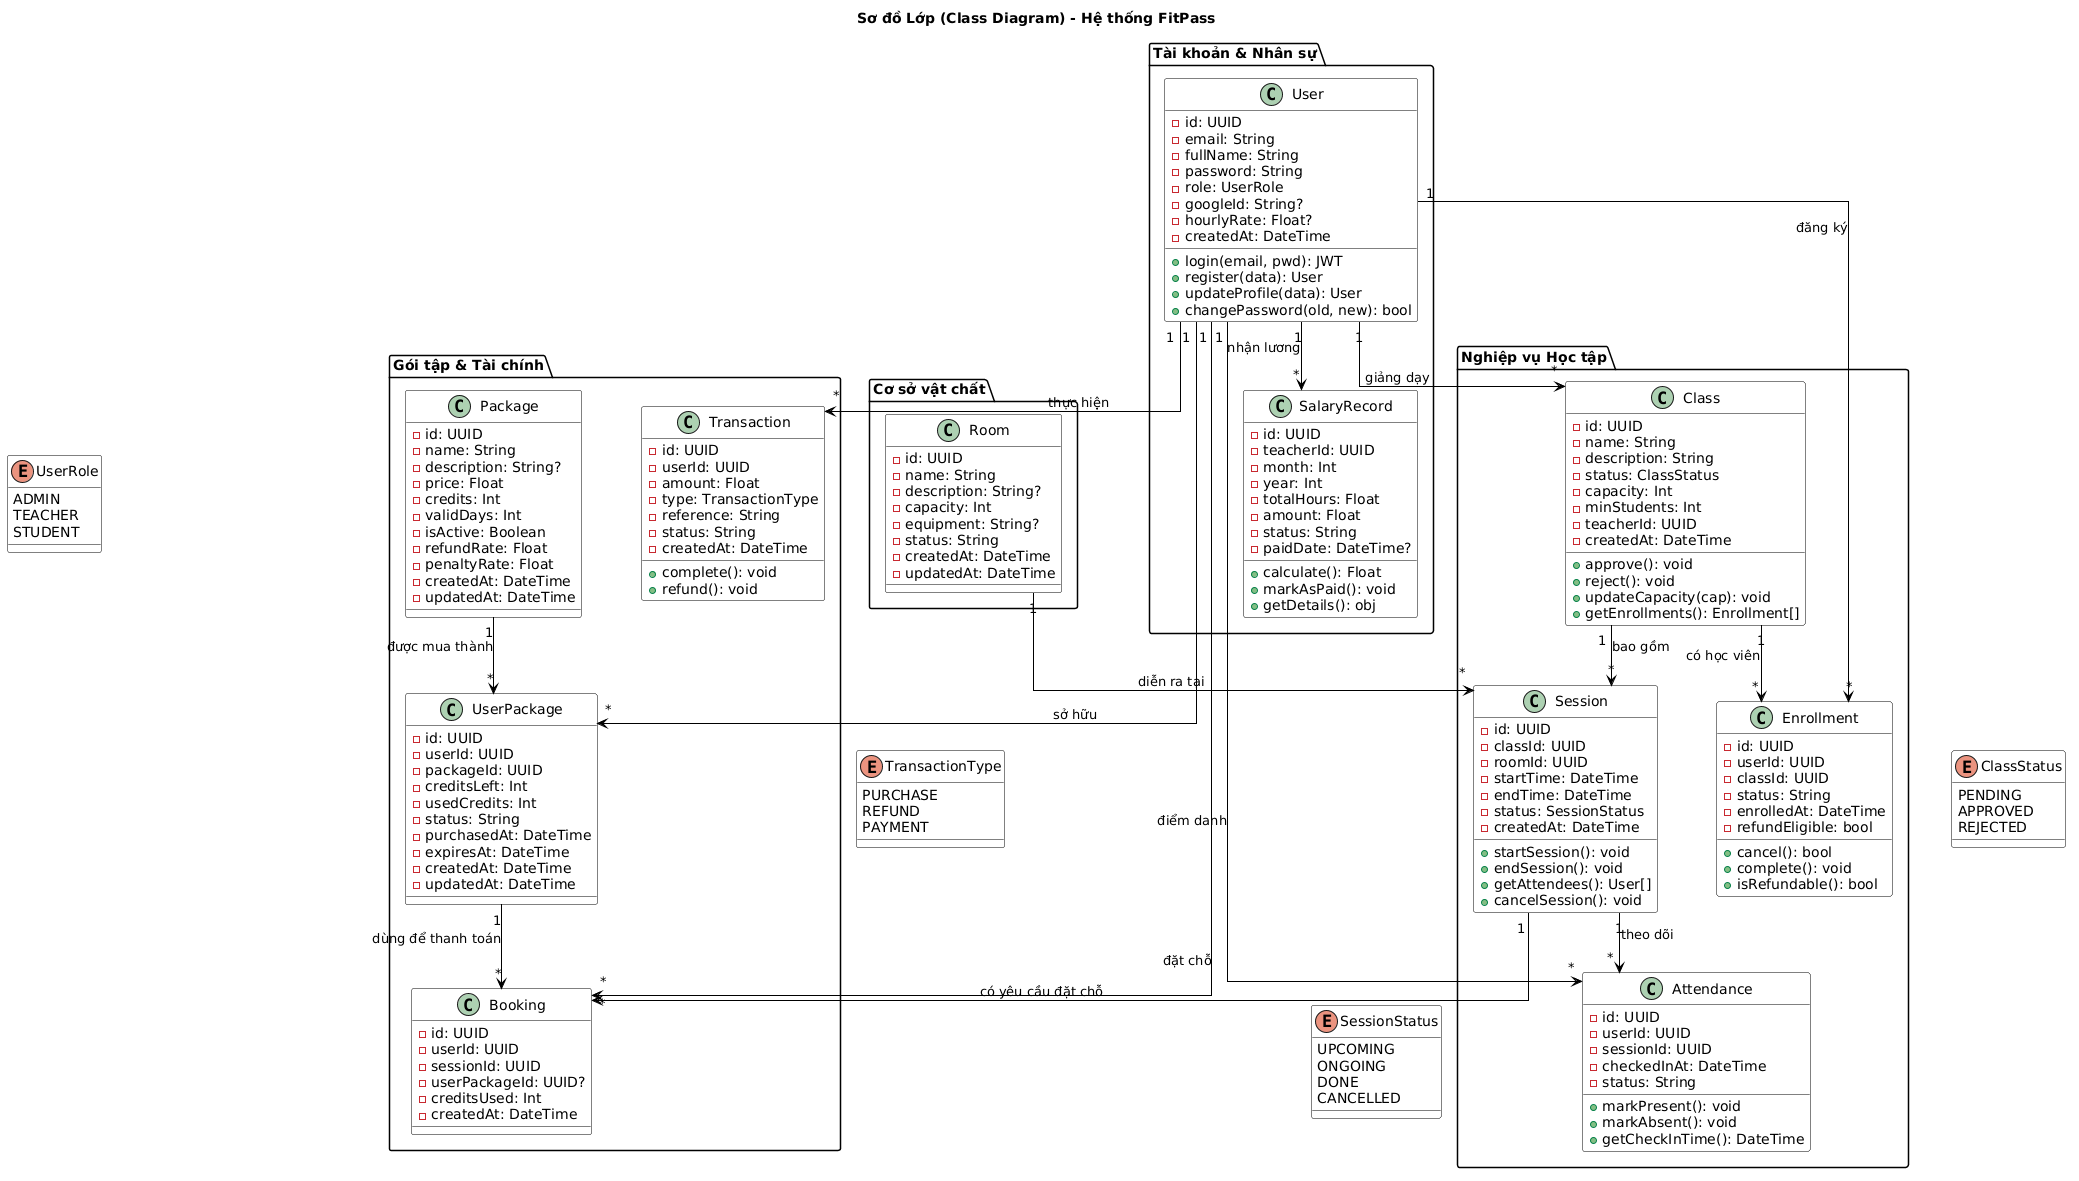 Sơ đồ Lớp (Class Diagram) - Hệ thống FitPass
Tài khoản & Nhân sự
C User
id: UUID
email: String
fullName: String
password: String
role: UserRole
googleId: String?
hourlyRate: Float?
createdAt: DateTime
login(email, pwd): JWT
register(data): User
updateProfile(data): User
changePassword(old, new): bool
1
đăng ký
*
1
1
1
1
1
1
nhận lương
*
giảng dạy
*
thực hiện
*
C SalaryRecord
id: UUID
teacherId: UUID
month: Int
year: Int
totalHours: Float
amount: Float
status: String
paidDate: DateTime?
calculate(): Float
markAsPaid(): void
getDetails(): obj
Gói tập & Tài chính
C Package
id: UUID
name: String
description: String?
price: Float
credits: Int
validDays: Int
isActive: Boolean
refundRate: Float
penaltyRate: Float
createdAt: DateTime
updatedAt: DateTime
C Transaction
id: UUID
userId: UUID
amount: Float
type: TransactionType
reference: String
status: String
createdAt: DateTime
complete(): void
refund(): void
Cơ sở vật chất
C Room
id: UUID
name: String
description: String?
capacity: Int
equipment: String?
status: String
createdAt: DateTime
updatedAt: DateTime
1
diễn ra tại
*
Nghiệp vụ Học tập
C Class
id: UUID
name: String
description: String
status: ClassStatus
capacity: Int
minStudents: Int
teacherId: UUID
createdAt: DateTime
approve(): void
reject(): void
updateCapacity(cap): void
getEnrollments(): Enrollment[]
1
bao gồm
*
1
có học viên
*
E UserRole
ADMIN
TEACHER
STUDENT
1
được mua thành
*
C UserPackage
id: UUID
userId: UUID
packageId: UUID
creditsLeft: Int
usedCredits: Int
status: String
purchasedAt: DateTime
expiresAt: DateTime
createdAt: DateTime
updatedAt: DateTime
*
sở hữu
E TransactionType
PURCHASE
REFUND
PAYMENT
điểm danh
*
C Session
id: UUID
classId: UUID
roomId: UUID
startTime: DateTime
endTime: DateTime
status: SessionStatus
createdAt: DateTime
startSession(): void
endSession(): void
getAttendees(): User[]
cancelSession(): void
C Enrollment
id: UUID
userId: UUID
classId: UUID
status: String
enrolledAt: DateTime
refundEligible: bool
cancel(): bool
complete(): void
isRefundable(): bool
E ClassStatus
PENDING
APPROVED
REJECTED
1
dùng để thanh toán
*
đặt chỗ
*
1
có yêu cầu đặt chỗ
*
1
theo dõi
*
C Booking
id: UUID
userId: UUID
sessionId: UUID
userPackageId: UUID?
creditsUsed: Int
createdAt: DateTime
E SessionStatus
UPCOMING
ONGOING
DONE
CANCELLED
C Attendance
id: UUID
userId: UUID
sessionId: UUID
checkedInAt: DateTime
status: String
markPresent(): void
markAbsent(): void
getCheckInTime(): DateTime